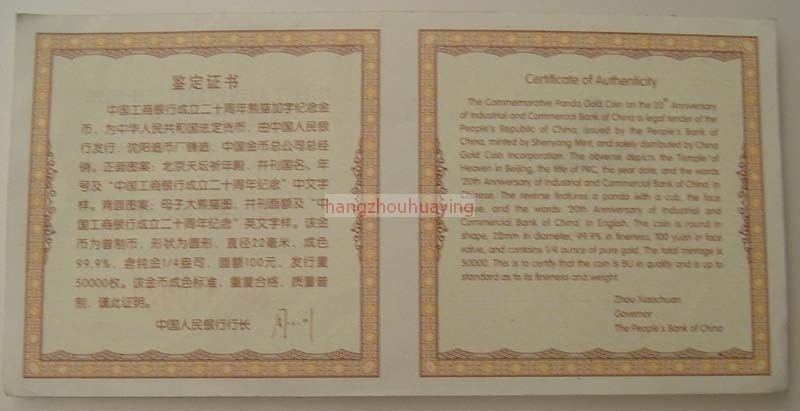 鉴定证书
中国工商银行成立二十周年熊猫加字纪念金
币，为中华人民共和国法定货币，由中国人民银
行发行，沈阳造币厂铸造，中国金币总公司总经
销。正面图案：北京天坛祈年殿，并刊国名、年
号及“中国工商银行成立二十周年纪念”中文字
样。背面图案：母子大熊猫图，并刊面额及“中
国工商银行成立二十周年纪念”英文字样。该金
币为普制币，形状为圆形，直径22毫米，成色
99.9%，含纯金1/4盎司，面额100元，发行量
50000枚。该金币成色标准，重量合格，质量普
制，谨此证明。
中国人民银行行长
Certificate of Authenticity
The Commemorative Panda Gold Coin on the 20th Anniversary
of Industrial and Commercial Bank of China is legal tender of the
People's Republic of China, issued by the People's Bank of
China, minted by Shenyang Mint, and solely distributed by China
Gold Coin Incorporation. The obverse depicts the Temple of
Heaven in Beijing, the title of PRC, the year date, and the words
'20th Anniversary of Industrial and Commercial Bank of China' in
Chinese. The reverse features a panda with a cub, the face
value, and the words '20th Anniversary of Industrial and
Commercial Bank of China' in English. The coin is round in
shape, 22mm in diameter, 99.9% in fineness, 100 yuan in face
value, and contains 1/4 ounce of pure gold. The total mintage is
50000. This is to certify that the coin is BU in quality and is up to
standard as to its fineness and weight.
Zhou Xiaochuan
Governor
The People's Bank of China
hangzhouhuaying